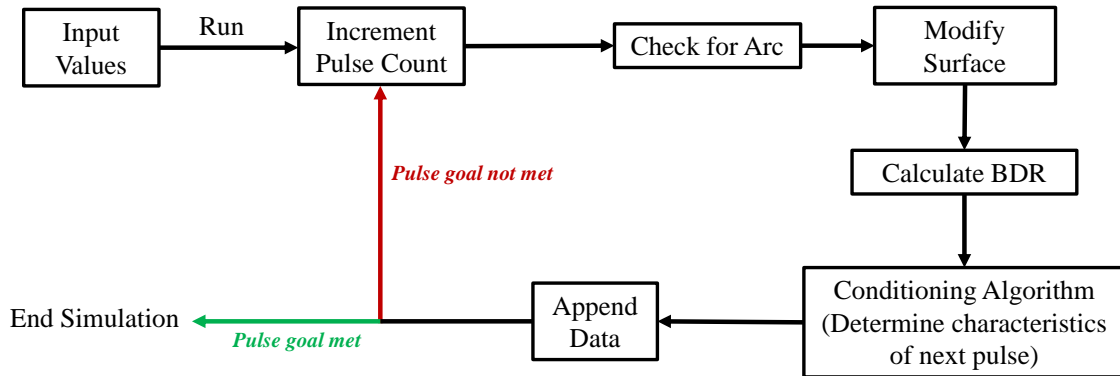 Input
Values
Run
Increment
Pulse Count
Check for Arc
Modify
Surface
Calculate BDR
Conditioning Algorithm
(Determine characteristics
of next pulse)
Append
Data
Pulse goal not met
Pulse goal met
End Simulation